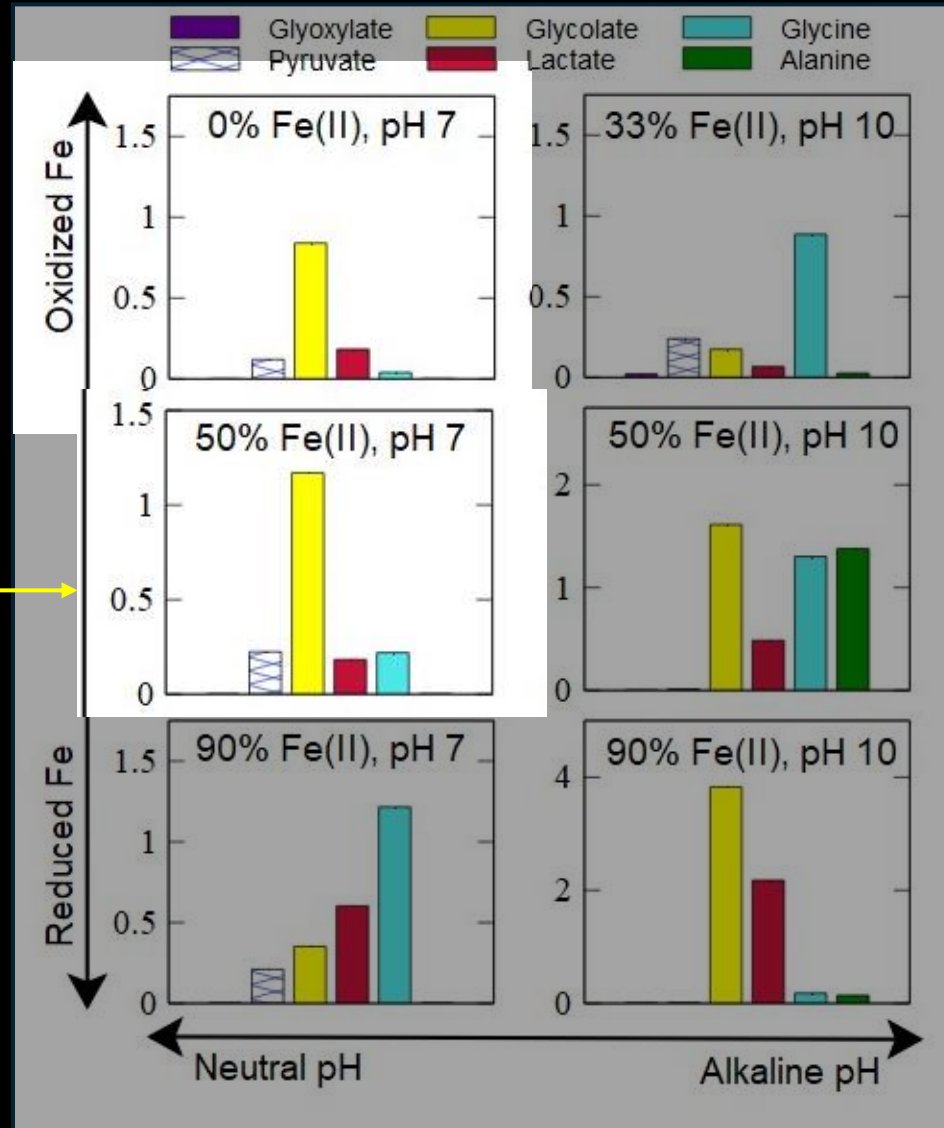 Glyoxylate Glycolate Glycine
Pyruvate Lactate Alanine
Oxidized Fe
0% Fe(II), pH 7
1.5
1
0.5
0
33% Fe(II), pH 10
1.5
1
0.5
0
50% Fe(II), pH 7
1.5
1
0.5
0
50% Fe(II), pH 10
2
1
0
Reduced Fe
90% Fe(II), pH 7
1.5
1
0.5
0
90% Fe(II), pH 10
4
2
0
Neutral pH
Alkaline pH